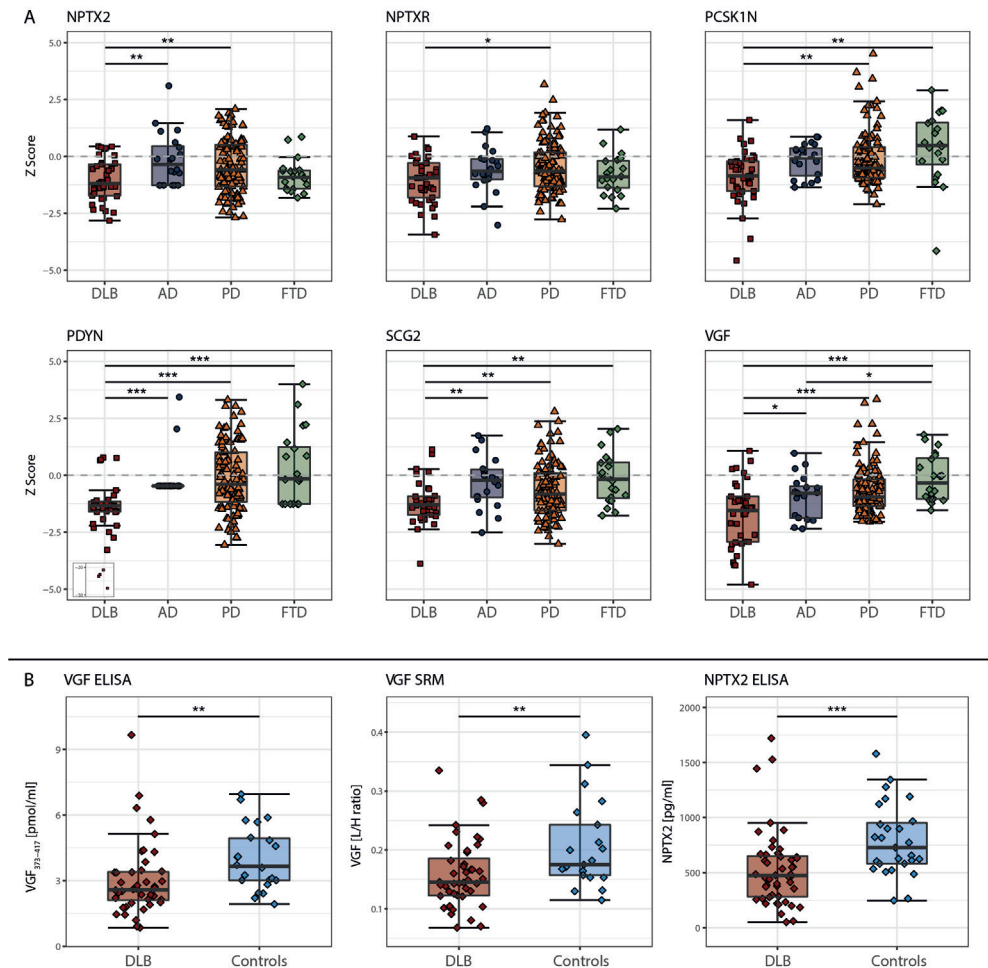 A
NPTX2
NPTXR
PCSK1N
Z Score
5.0
2.5
0.0
−2.5
−5.0
**
**
*
**
**
DLB AD PD FTD
DLB AD PD FTD
DLB AD PD FTD
PDYN
SCG2
VGF
Z Score
5.0
2.5
0.0
−2.5
−5.0
***
***
***
**
**
**
***
*
***
*
DLB AD PD FTD
DLB AD PD FTD
DLB AD PD FTD
B
VGF ELISA
VGF SRM
NPTX2 ELISA
VGF373−417 [pmol/ml]
9
6
3
0
**
DLB Controls
VGF [L/H ratio]
0.4
0.3
0.2
0.1
**
DLB Controls
NPTX2 [pg/ml]
2000
1500
1000
500
0
***
DLB Controls